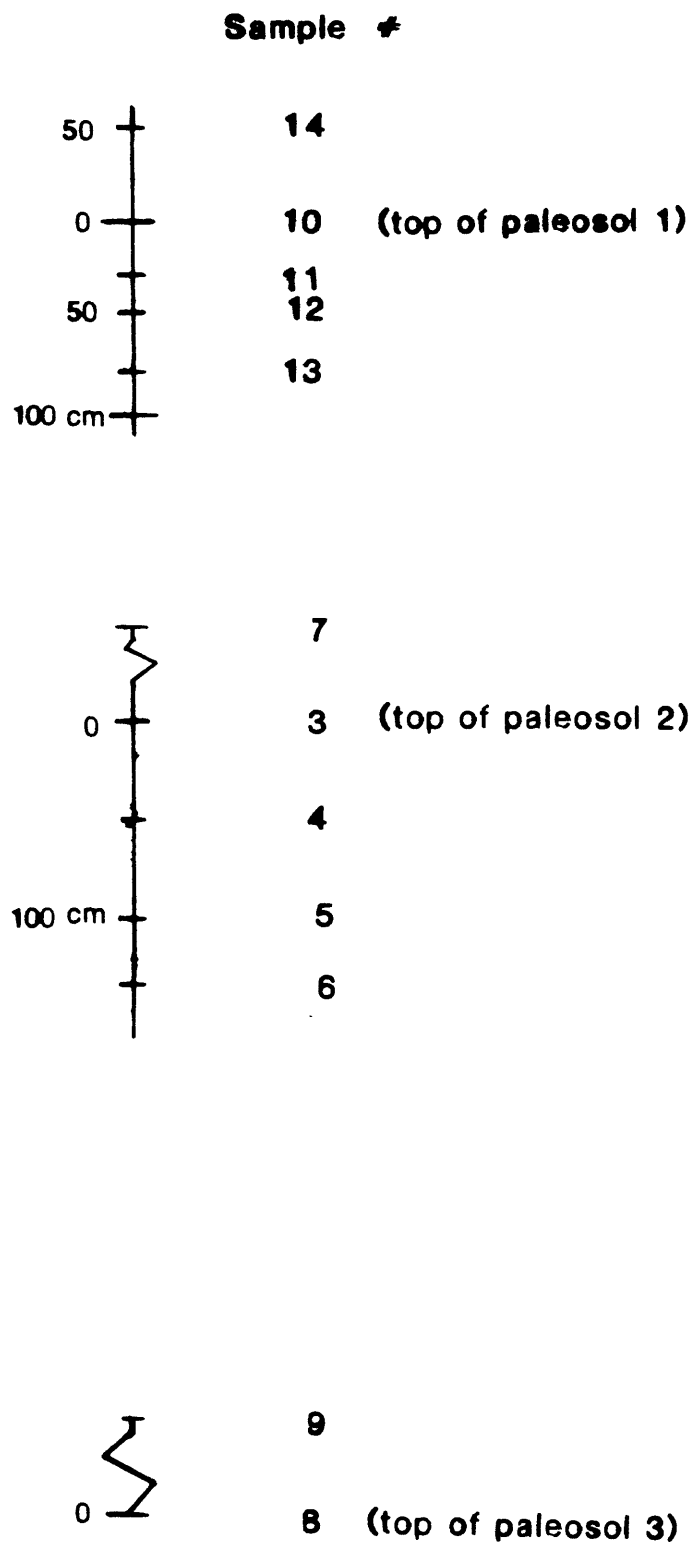 Sample #
50 14
0 10 (top of paleosol 1)
11
50 12
13
100 cm
7
0 3 (top of paleosol 2)
4
100 cm 5
6
9
0 8 (top of paleosol 3)